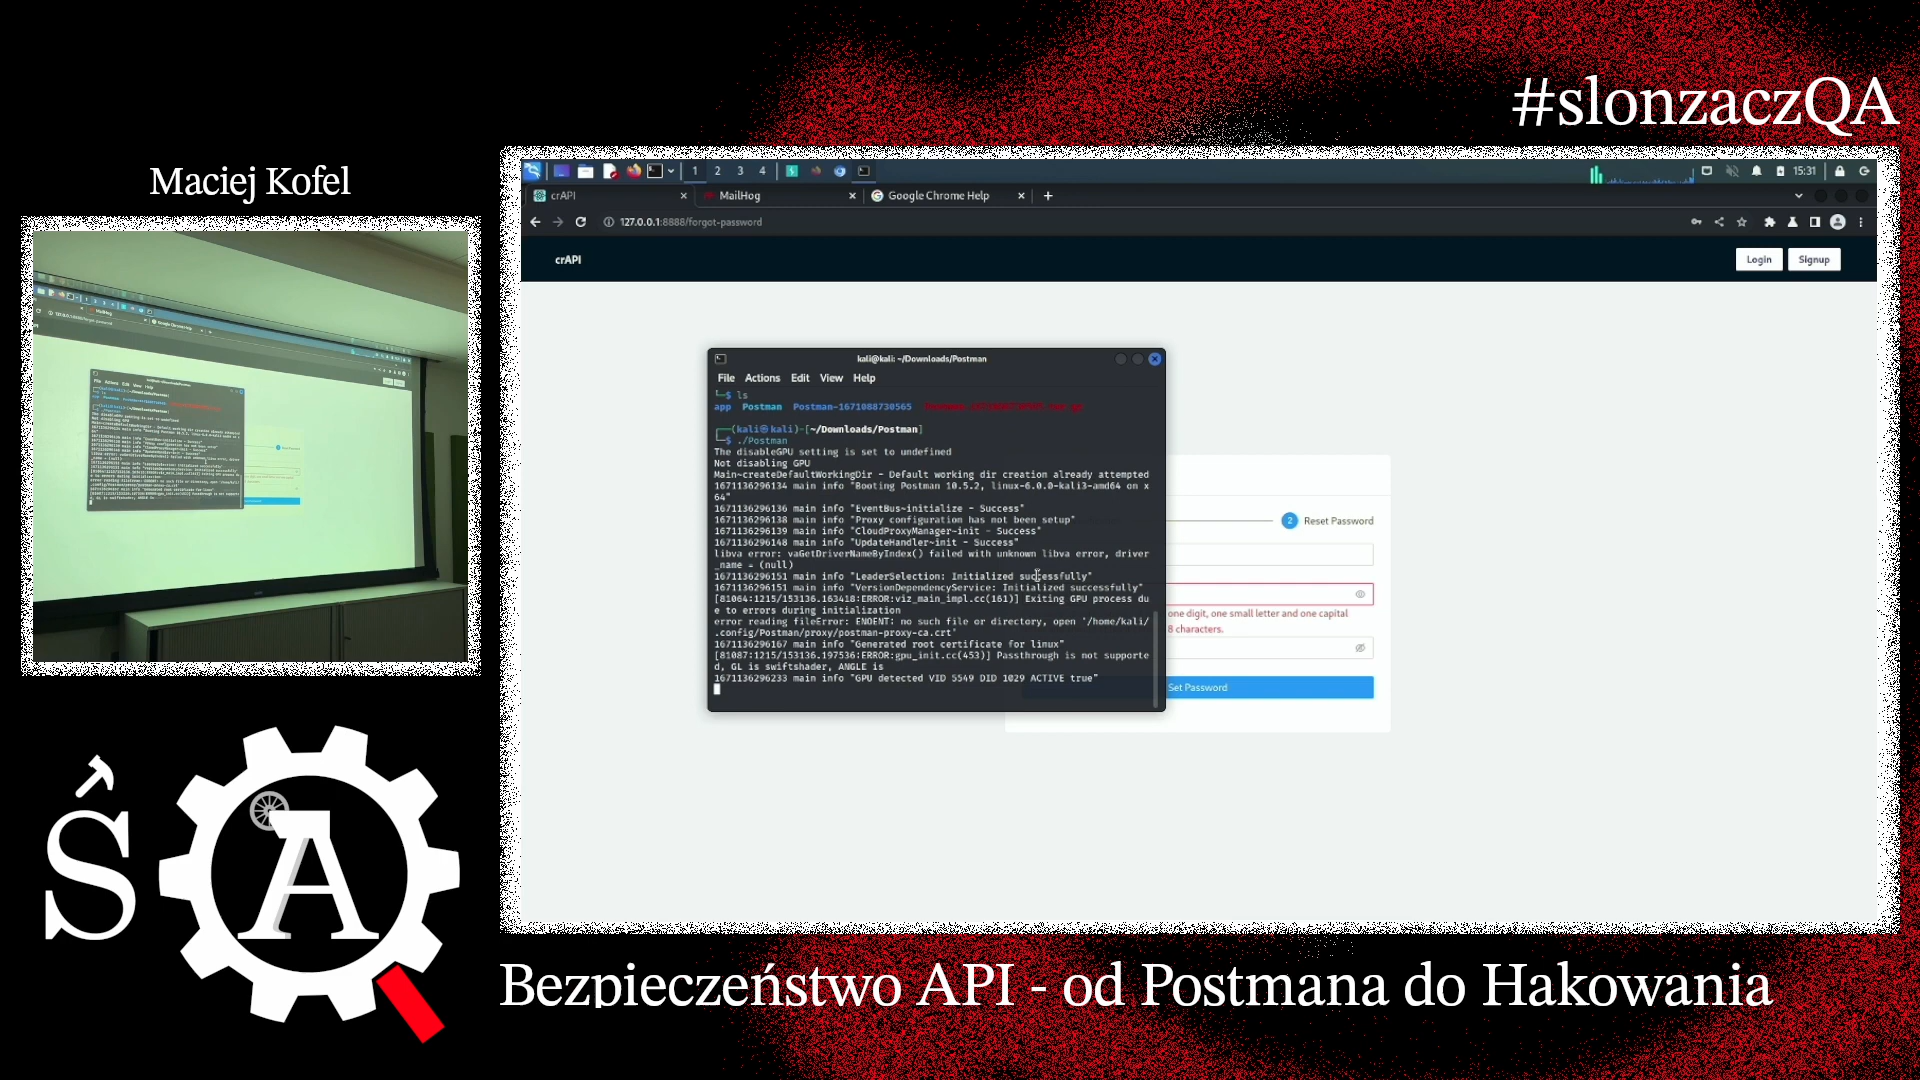 #slonzaczQA
Maciej Kofel
1 2 3 4
15:31
crAPI
MailHog
Google Chrome Help
127.0.0.1:8888/forgot-password
crAPI
Login
Signup
kali@kali: ~/Downloads/Postman
File Actions Edit View Help
└─$ ls
app Postman Postman-1671088730565
┌──(kali㉿kali)-[~/Downloads/Postman]
└─$ ./Postman
The disableGPU setting is set to undefined
Not disabling GPU
Main~createDefaultWorkingDir - Default working dir creation already attempted
1671136296134 main info "Booting Postman 10.5.2, linux-6.0.0-kali3-amd64 on x
64"
1671136296136 main info "EventBus~initialize - Success"
1671136296138 main info "Proxy configuration has not been setup"
1671136296139 main info "CloudProxyManager~init - Success"
1671136296148 main info "UpdateHandler~init - Success"
libva error: vaGetDriverNameByIndex() failed with unknown libva error, driver
_name = (null)
1671136296151 main info "LeaderSelection: Initialized successfully"
1671136296151 main info "VersionDependencyService: Initialized successfully"
[81064:1215/153136.163418:ERROR:viz_main_impl.cc(161)] Exiting GPU process du
e to errors during initialization
error reading fileError: ENOENT: no such file or directory, open '/home/kali/
.config/Postman/proxy/postman-proxy-ca.crt'
1671136296167 main info "Generated root certificate for linux"
[81087:1215/153136.197536:ERROR:gpu_init.cc(453)] Passthrough is not supporte
d, GL is swiftshader, ANGLE is
1671136296233 main info "GPU detected VID 5549 DID 1029 ACTIVE true"
2 Reset Password
one digit, one small letter and one capital
8 characters.
Set Password
Ś A
Bezpieczeństwo API - od Postmana do Hakowania